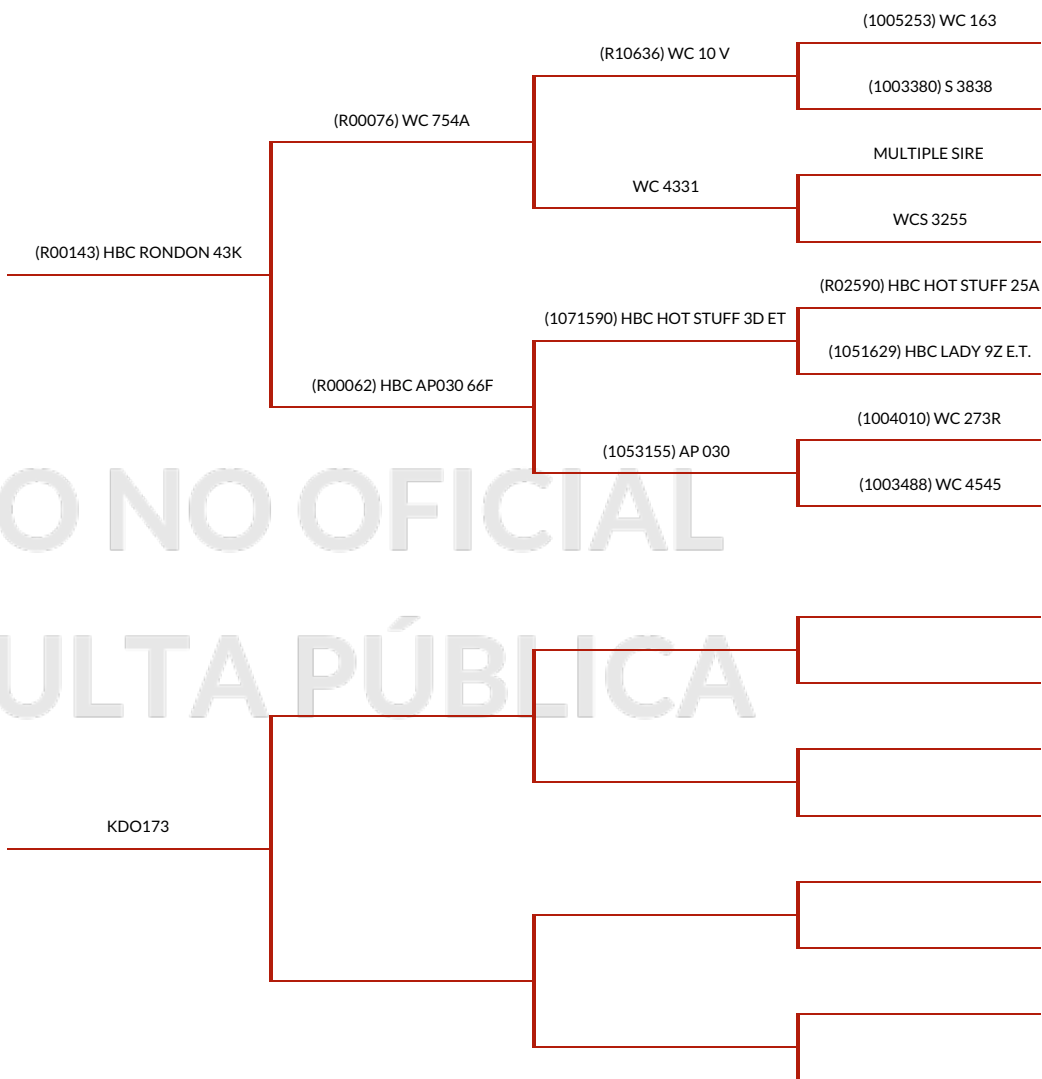 (1005253) WC 163
(R10636) WC 10 V
(1003380) S 3838
(R00076) WC 754A
MULTIPLE SIRE
WC 4331
WCS 3255
(R00143) HBC RONDON 43K
(R02590) HBC HOT STUFF 25A
(1071590) HBC HOT STUFF 3D ET
(1051629) HBC LADY 9Z E.T.
(R00062) HBC AP030 66F
(1004010) WC 273R
(1053155) AP 030
(1003488) WC 4545
O NO OFICIAL
ULTA PÚBLICA
KDO173